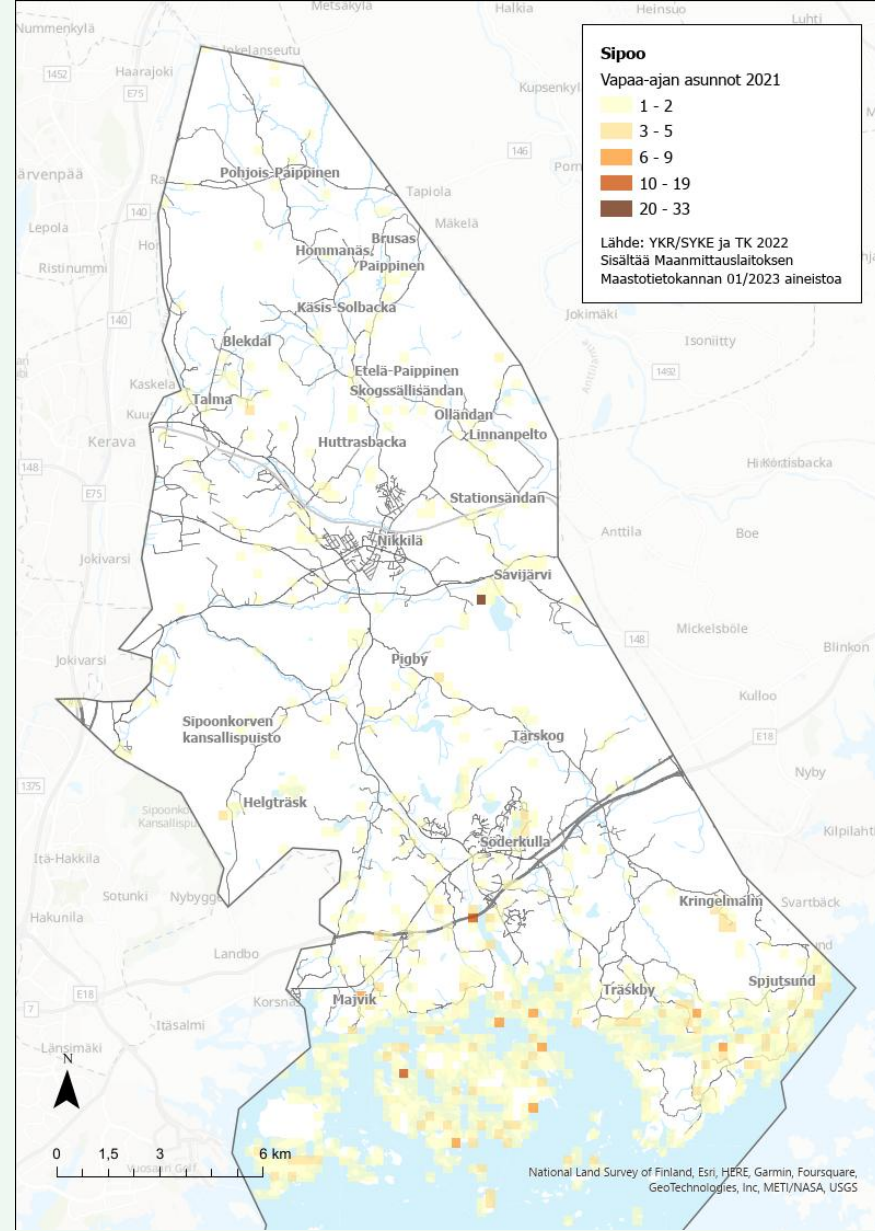 Metsäkylä
Halkia
Heinsuo
Luhti
Nummenkylä
Jokelanseutu
1452
Haarajoki
E75
Sipoo
Vapaa-ajan asunnot 2021
1 - 2
3 - 5
6 - 9
10 - 19
20 - 33
Lähde: YKR/SYKE ja TK 2022
Sisältää Maanmittauslaitoksen
Maastotietokannan 01/2023 aineistoa
146
Pohjois-Paippinen
Tapiola
140
Mäkelä
Lepola
Brusas
Hommanäs
Paippinen
Ristinummi
Käsis-Solbacka
Jokimäki
140
Blekdal
Isoniitty
Anttila
1492
Etelä-Paippinen
Kaskela
Skogssällisändan
Talma
Olländan
Kerava
Huttrasbacka
Linnanpelto
148
E75
Stationsändan
Anttila
Boe
Nikkilä
Jokivarsi
Savijärvi
Mickelsböle
148
Blinkon
Jokivarsi
Pigby
Kulloo
Sipoonkorven
kansallispuisto
Tärskog
E18
Nyby
1375
Helgträsk
Kilpilahti
Söderkulla
Itä-Hakkila
Sotunki
Kringelmalm
Svartbäck
Hakunila
Landbo
E18
Majvik
Träskby
Spjutsund
7
Itäsalmi
Länsimäki
N
0 1,5 3 6 km
Vuosaari Golf
National Land Survey of Finland, Esri, HERE, Garmin, Foursquare,
GeoTechnologies, Inc, METI/NASA, USGS